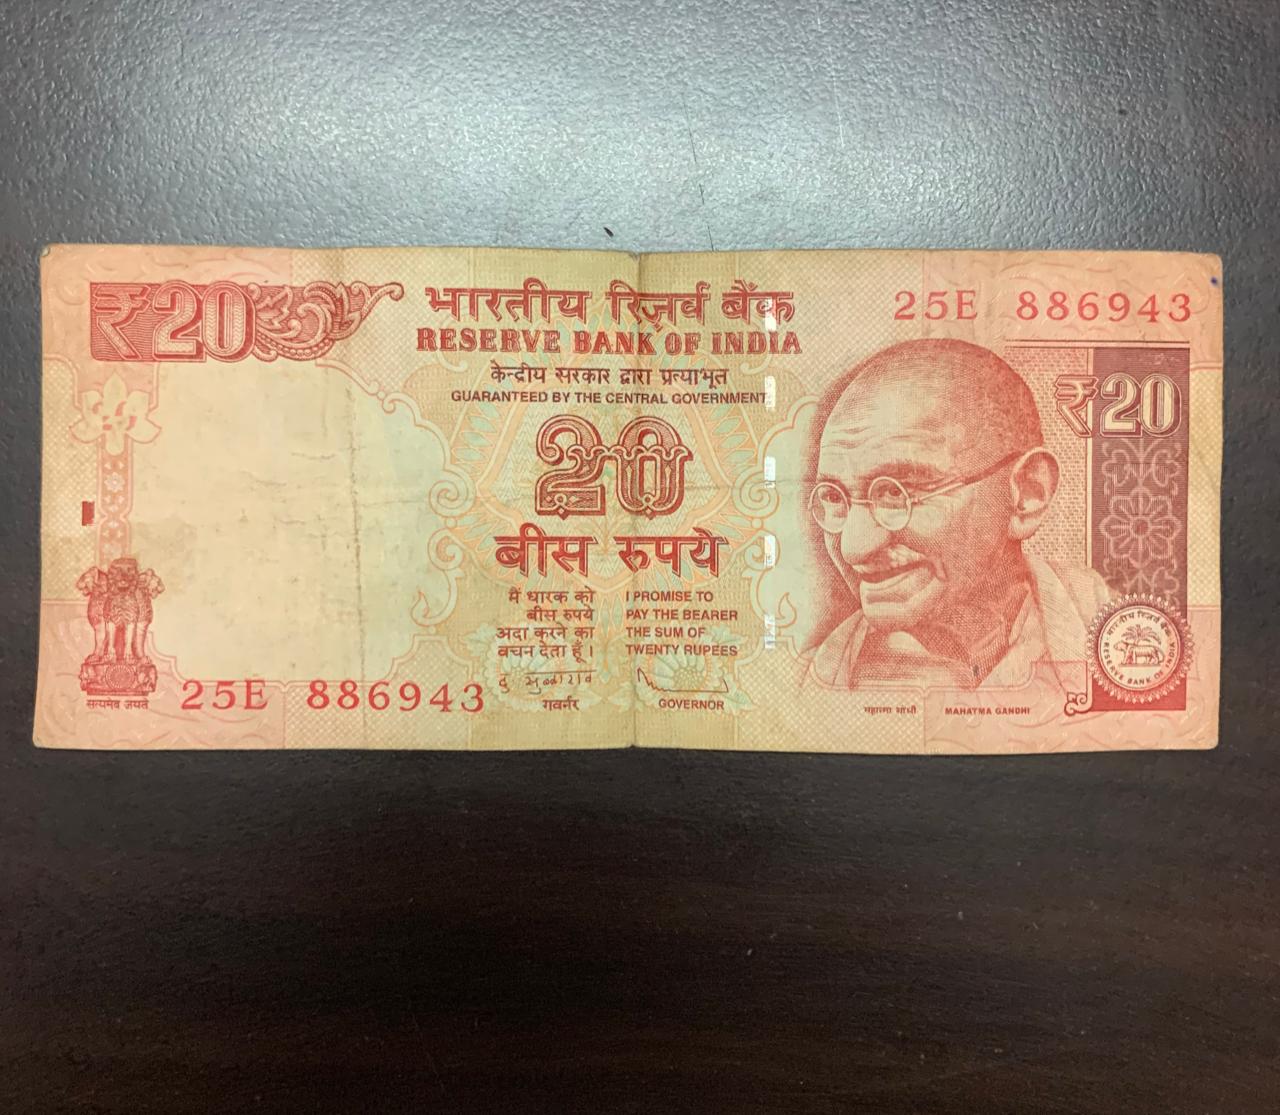 ₹20
भारतीय रिज़र्व बैंक
RESERVE BANK OF INDIA
25E 886943
केन्द्रीय सरकार द्वारा प्रत्याभूत
GUARANTEED BY THE CENTRAL GOVERNMENT
₹20
20
बीस रुपये
मैं धारक को
बीस रुपये
अदा करने का
वचन देता हूँ।
I PROMISE TO
PAY THE BEARER
THE SUM OF
TWENTY RUPEES
गवर्नर
GOVERNOR
सत्यमेव जयते
25E 886943
महात्मा गांधी
MAHATMA GANDHI
भारतीय रिज़र्व बैंक
RESERVE BANK OF INDIA